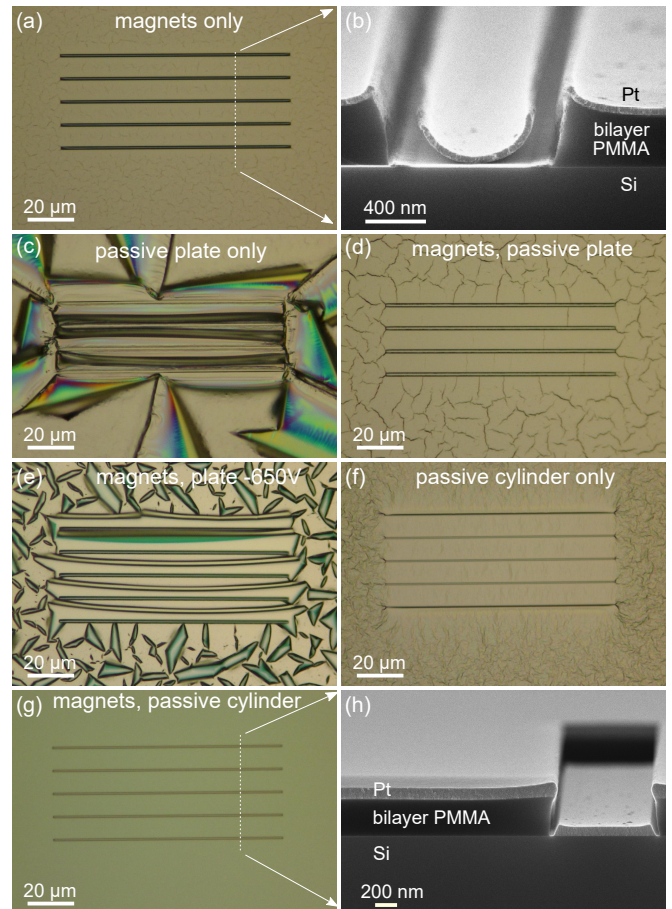 (a) magnets only
20 µm
(b)
Pt
bilayer
PMMA
Si
400 nm
(c) passive plate only
20 µm
(d) magnets, passive plate
20 µm
(e) magnets, plate -650V
20 µm
(f) passive cylinder only
20 µm
(g) magnets, passive cylinder
20 µm
(h)
Pt
bilayer PMMA
Si
200 nm